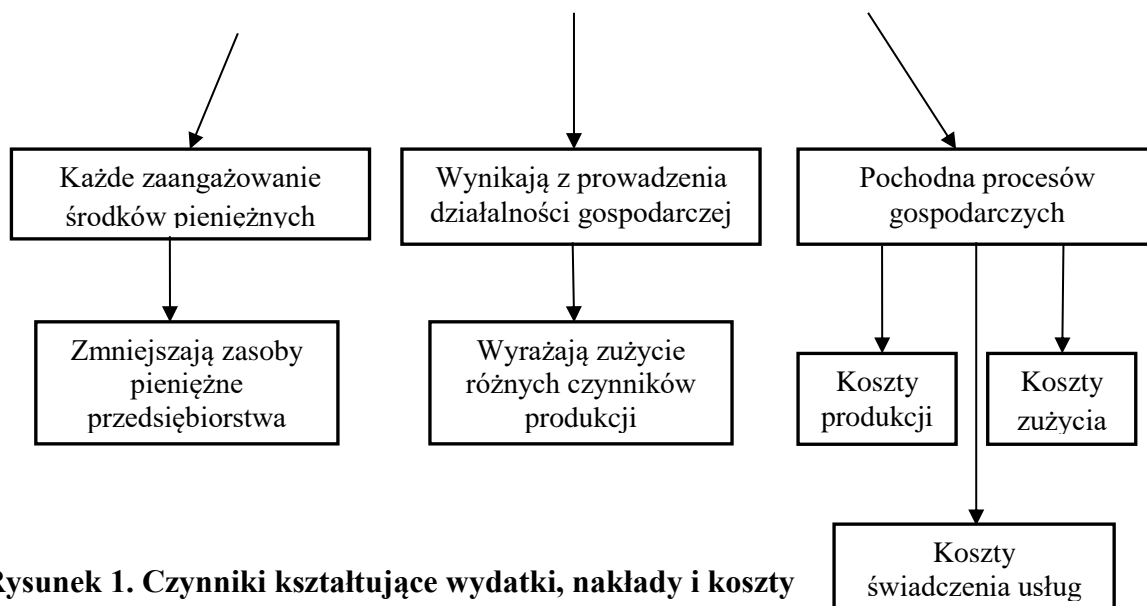 Każde zaangażowanie
środków pieniężnych
Wynikają z prowadzenia
działalności gospodarczej
Pochodna procesów
gospodarczych
Zmniejszają zasoby
pieniężne
przedsiębiorstwa
Wyrażają zużycie
różnych czynników
produkcji
Koszty
produkcji
Koszty
zużycia
Koszty
świadczenia usług
Rysunek 1. Czynniki kształtujące wydatki, nakłady i koszty